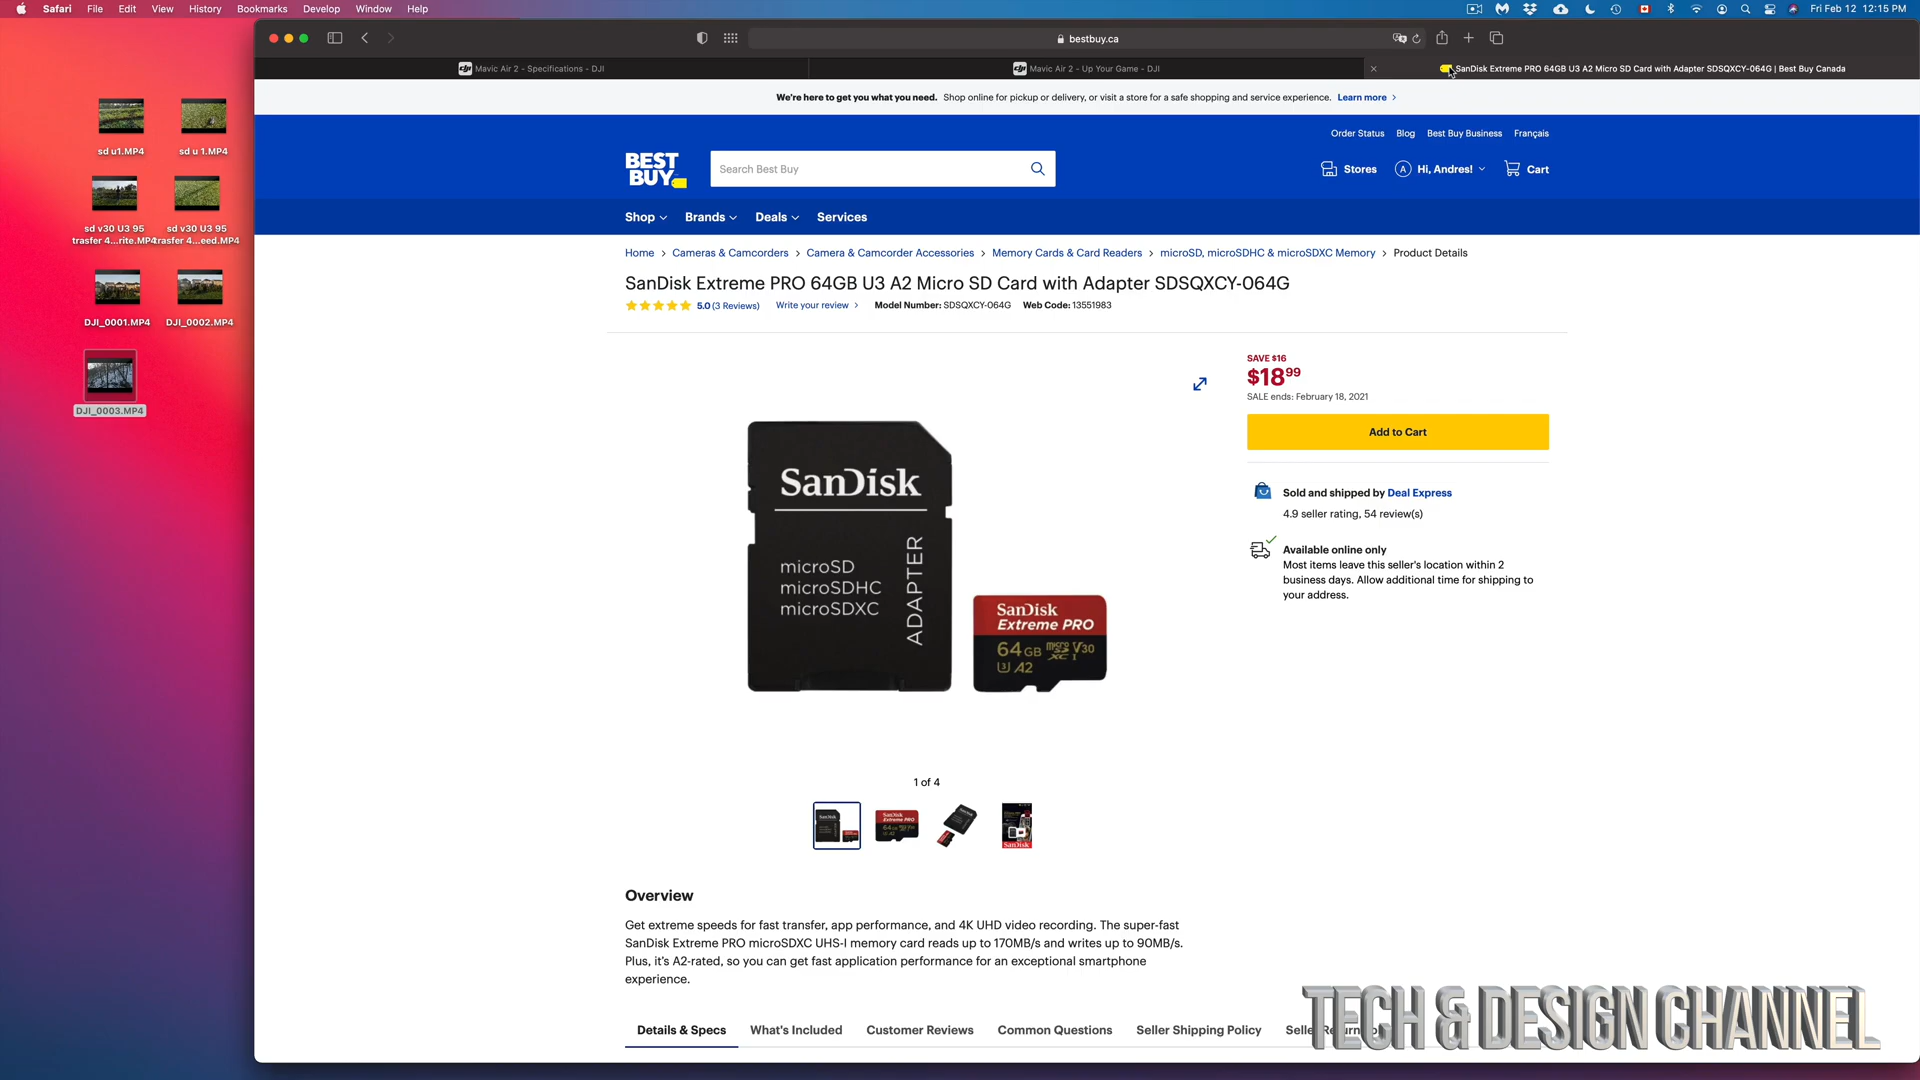 Safari File Edit View History Bookmarks Develop Window Help
Fri Feb 12 12:15 PM
bestbuy.ca
Mavic Air 2 - Specifications - DJI
Mavic Air 2 - Up Your Game - DJI
SanDisk Extreme PRO 64GB U3 A2 Micro SD Card with Adapter SDSQXCY-064G | Best Buy Canada
sd u1.MP4
sd u 1.MP4
sd v30 U3 95 trasfer 4...rite.MP4
sd v30 U3 95 trasfer 4...eed.MP4
DJI_0001.MP4
DJI_0002.MP4
DJI_0003.MP4
We're here to get you what you need. Shop online for pickup or delivery, or visit a store for a safe shopping and service experience. Learn more
Order Status Blog Best Buy Business Français
BEST BUY
Search Best Buy
Stores
A Hi, Andres!
Cart
Shop Brands Deals Services
Home > Cameras & Camcorders > Camera & Camcorder Accessories > Memory Cards & Card Readers > microSD, microSDHC & microSDXC Memory > Product Details
SanDisk Extreme PRO 64GB U3 A2 Micro SD Card with Adapter SDSQXCY-064G
5.0 (3 Reviews) Write your review > Model Number: SDSQXCY-064G Web Code: 13551983
SAVE $16
$18.99
SALE ends: February 18, 2021
Add to Cart
Sold and shipped by Deal Express
4.9 seller rating, 54 review(s)
Available online only
Most items leave this seller's location within 2
business days. Allow additional time for shipping to
your address.
SanDisk
microSD
microSDHC
microSDXC
ADAPTER
SanDisk
Extreme PRO
64GB micro SD XC I V30
U3 A2
1 of 4
Overview
Get extreme speeds for fast transfer, app performance, and 4K UHD video recording. The super-fast
SanDisk Extreme PRO microSDXC UHS-I memory card reads up to 170MB/s and writes up to 90MB/s.
Plus, it's A2-rated, so you can get fast application performance for an exceptional smartphone
experience.
Details & Specs What's Included Customer Reviews Common Questions Seller Shipping Policy
TECH & DESIGN CHANNEL